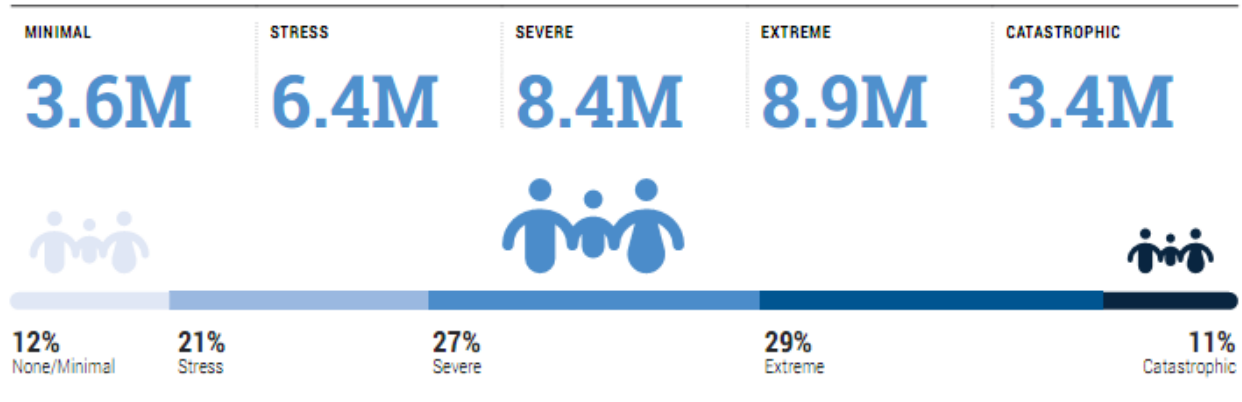 MINIMAL STRESS SEVERE EXTREME CATASTROPHIC
3.6M 6.4M 8.4M 8.9M 3.4M
12% 21% 27% 29% 11%
None/Minimal Stress Severe Extreme Catastrophic